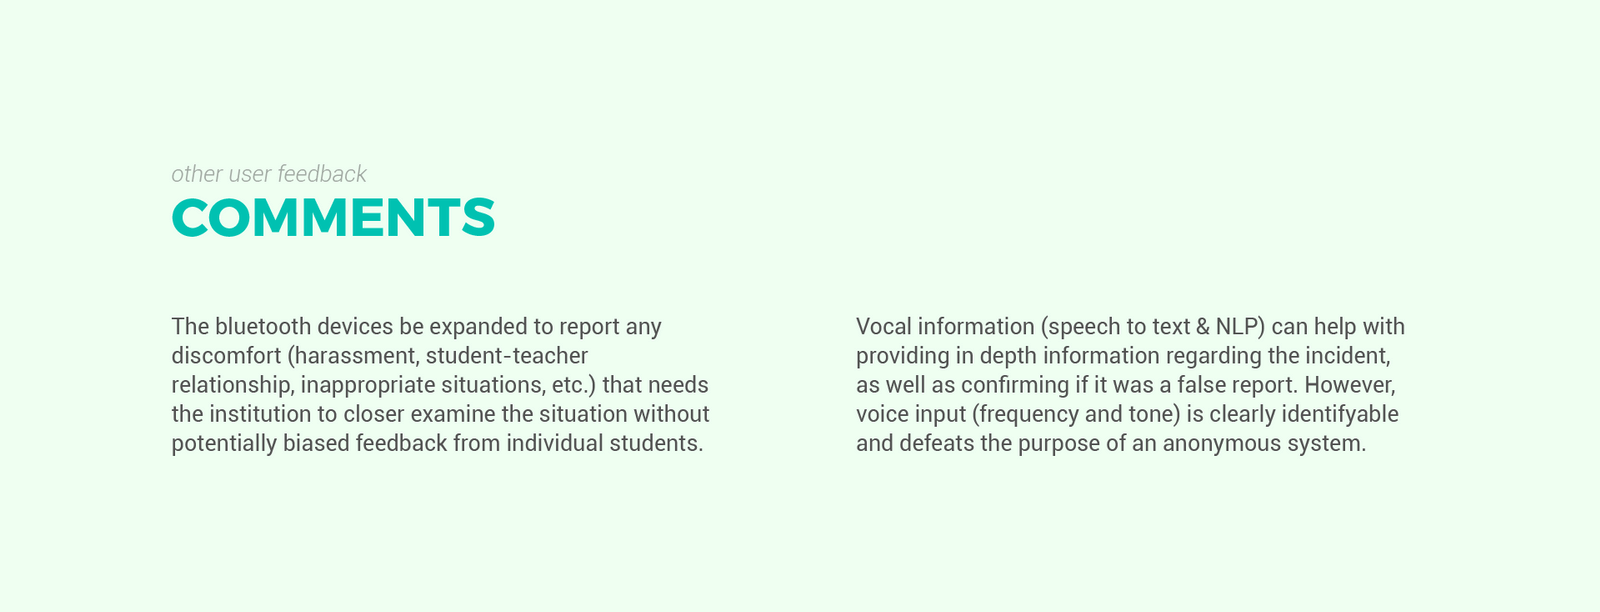 other user feedback
COMMENTS
The bluetooth devices be expanded to report any
discomfort (harassment, student-teacher
relationship, inappropriate situations, etc.) that needs
the institution to closer examine the situation without
potentially biased feedback from individual students.
Vocal information (speech to text & NLP) can help with
providing in depth information regarding the incident,
as well as confirming if it was a false report. However,
voice input (frequency and tone) is clearly identifyable
and defeats the purpose of an anonymous system.